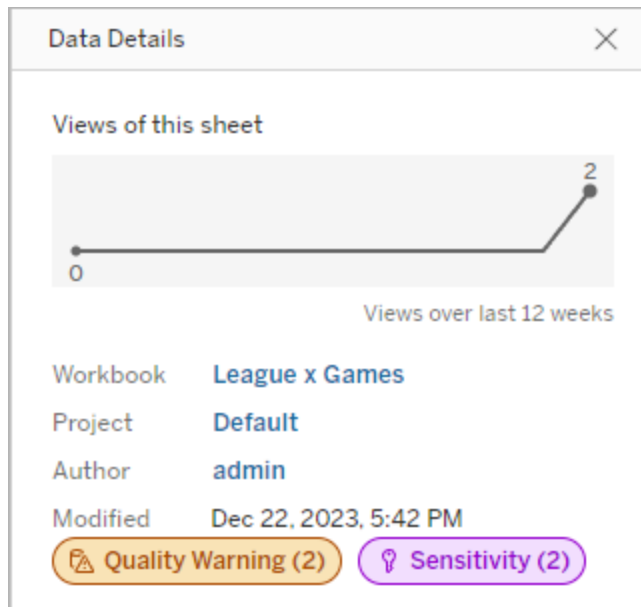 Data Details
Views of this sheet
2
0
Views over last 12 weeks
Workbook League x Games
Project Default
Author admin
Modified Dec 22, 2023, 5:42 PM
Quality Warning (2) Sensitivity (2)